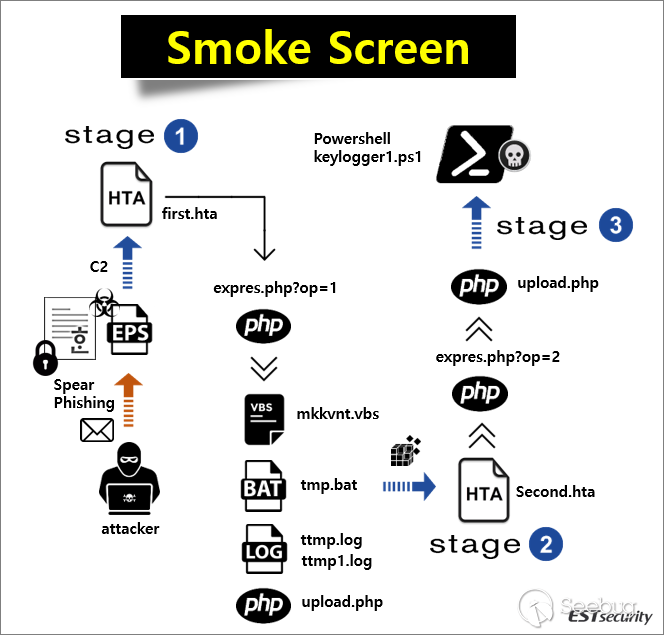 Smoke Screen
stage 1
HTA
first.hta
C2
EPS
한
Spear
Phishing
attacker
expres.php?op=1
php
VBS
mkkvnt.vbs
BAT
tmp.bat
LOG
ttmp.log
ttmp1.log
php
upload.php
Powershell
keylogger1.ps1
stage 3
php
upload.php
expres.php?op=2
php
HTA
Second.hta
stage 2
Seebug
ESTsecurity